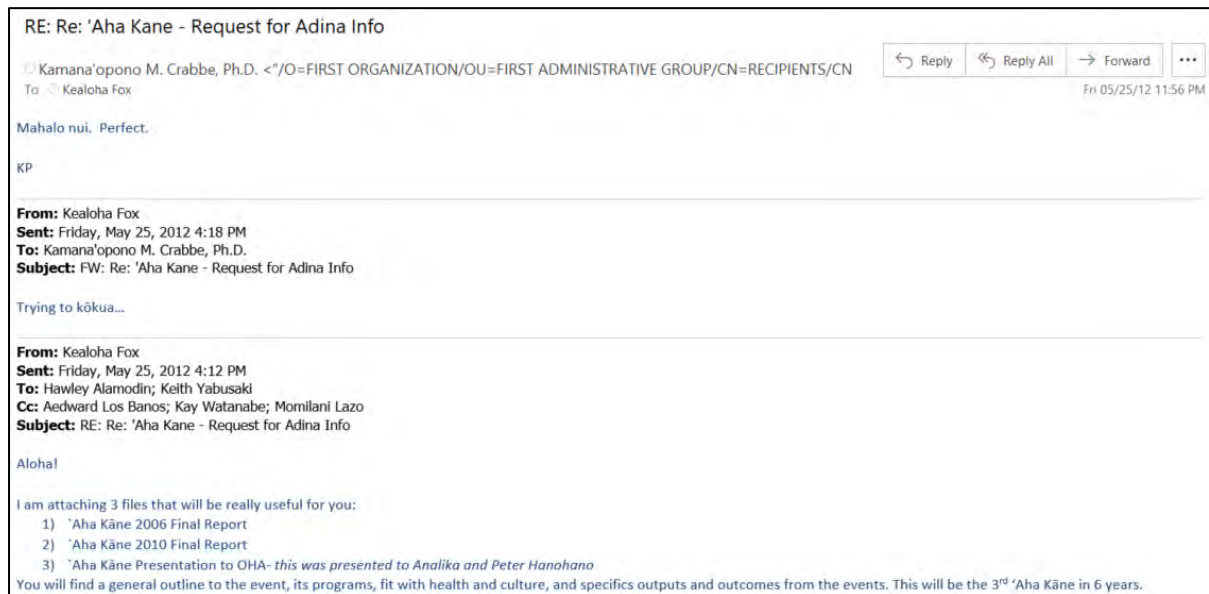 RE: Re: 'Aha Kane - Request for Adina Info
Kamana'opono M. Crabbe, Ph.D. <"/O=FIRST ORGANIZATION/OU=FIRST ADMINISTRATIVE GROUP/CN=RECIPIENTS/CN
Reply Reply All Forward ...
To Kealoha Fox
Fri 05/25/12 11:56 PM
Mahalo nui. Perfect.
KP
From: Kealoha Fox
Sent: Friday, May 25, 2012 4:18 PM
To: Kamana'opono M. Crabbe, Ph.D.
Subject: FW: Re: 'Aha Kane - Request for Adina Info
Trying to kōkua...
From: Kealoha Fox
Sent: Friday, May 25, 2012 4:12 PM
To: Hawley Alamodin; Keith Yabusaki
Cc: Aedward Los Banos; Kay Watanabe; Momilani Lazo
Subject: RE: Re: 'Aha Kane - Request for Adina Info
Aloha!
I am attaching 3 files that will be really useful for you:
1) `Aha Kāne 2006 Final Report
2) `Aha Kāne 2010 Final Report
3) `Aha Kāne Presentation to OHA- this was presented to Analika and Peter Hanohano
You will find a general outline to the event, its programs, fit with health and culture, and specifics outputs and outcomes from the events. This will be the 3rd 'Aha Kāne in 6 years.